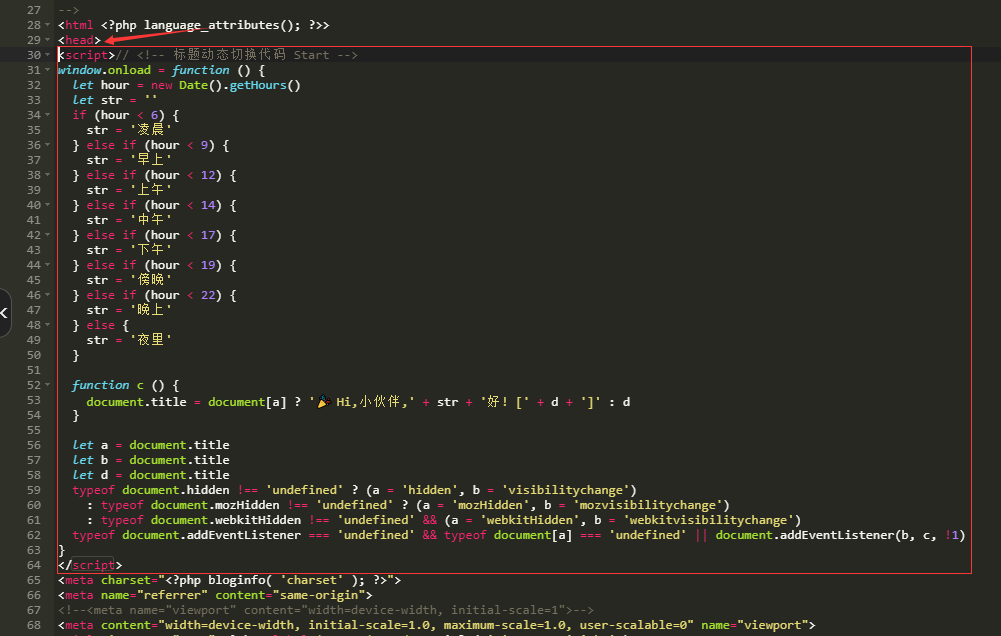 27 -->
28 <html <?php language_attributes(); ?>>
29 <head>
30 <script>// <!-- 标题动态切换代码 Start -->
31 window.onload = function () {
32   let hour = new Date().getHours()
33   let str = ''
34   if (hour < 6) {
35     str = '凌晨'
36   } else if (hour < 9) {
37     str = '早上'
38   } else if (hour < 12) {
39     str = '上午'
40   } else if (hour < 14) {
41     str = '中午'
42   } else if (hour < 17) {
43     str = '下午'
44   } else if (hour < 19) {
45     str = '傍晚'
46   } else if (hour < 22) {
47     str = '晚上'
48   } else {
49     str = '夜里'
50   }
51
52   function c () {
53     document.title = document[a] ? '🎉 Hi,小伙伴,' + str + '好! [' + d + ']' : d
54   }
55
56   let a = document.title
57   let b = document.title
58   let d = document.title
59   typeof document.hidden !== 'undefined' ? (a = 'hidden', b = 'visibilitychange')
60     : typeof document.mozHidden !== 'undefined' ? (a = 'mozHidden', b = 'mozvisibilitychange')
61     : typeof document.webkitHidden !== 'undefined' && (a = 'webkitHidden', b = 'webkitvisibilitychange')
62   typeof document.addEventListener === 'undefined' && typeof document[a] === 'undefined' || document.addEventListener(b, c, !1)
63 }
64 </script>
65 <meta charset="<?php bloginfo( 'charset' ); ?>">
66 <meta name="referrer" content="same-origin">
67 <!--<meta name="viewport" content="width=device-width, initial-scale=1">-->
68 <meta content="width=device-width, initial-scale=1.0, maximum-scale=1.0, user-scalable=0" name="viewport">